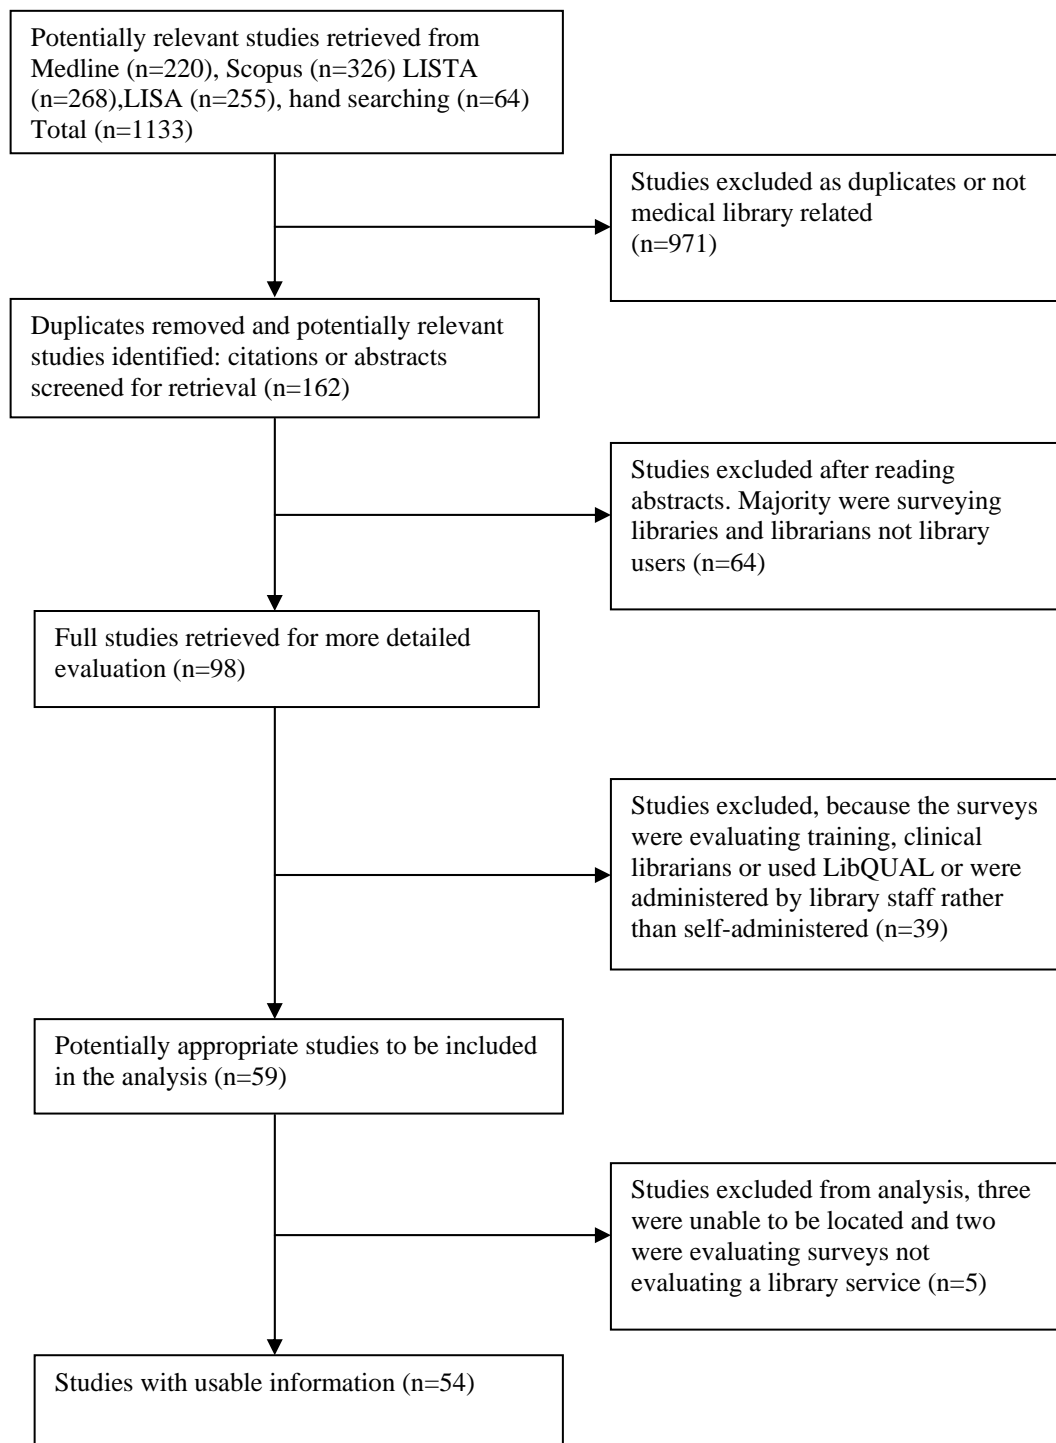 Potentially relevant studies retrieved from
Medline (n=220), Scopus (n=326) LISTA
(n=268),LISA (n=255), hand searching (n=64)
Total (n=1133)
Studies excluded as duplicates or not
medical library related
(n=971)
Duplicates removed and potentially relevant
studies identified: citations or abstracts
screened for retrieval (n=162)
Studies excluded after reading
abstracts. Majority were surveying
libraries and librarians not library
users (n=64)
Full studies retrieved for more detailed
evaluation (n=98)
Studies excluded, because the surveys
were evaluating training, clinical
librarians or used LibQUAL or were
administered by library staff rather
than self-administered (n=39)
Potentially appropriate studies to be included
in the analysis (n=59)
Studies excluded from analysis, three
were unable to be located and two
were evaluating surveys not
evaluating a library service (n=5)
Studies with usable information (n=54)